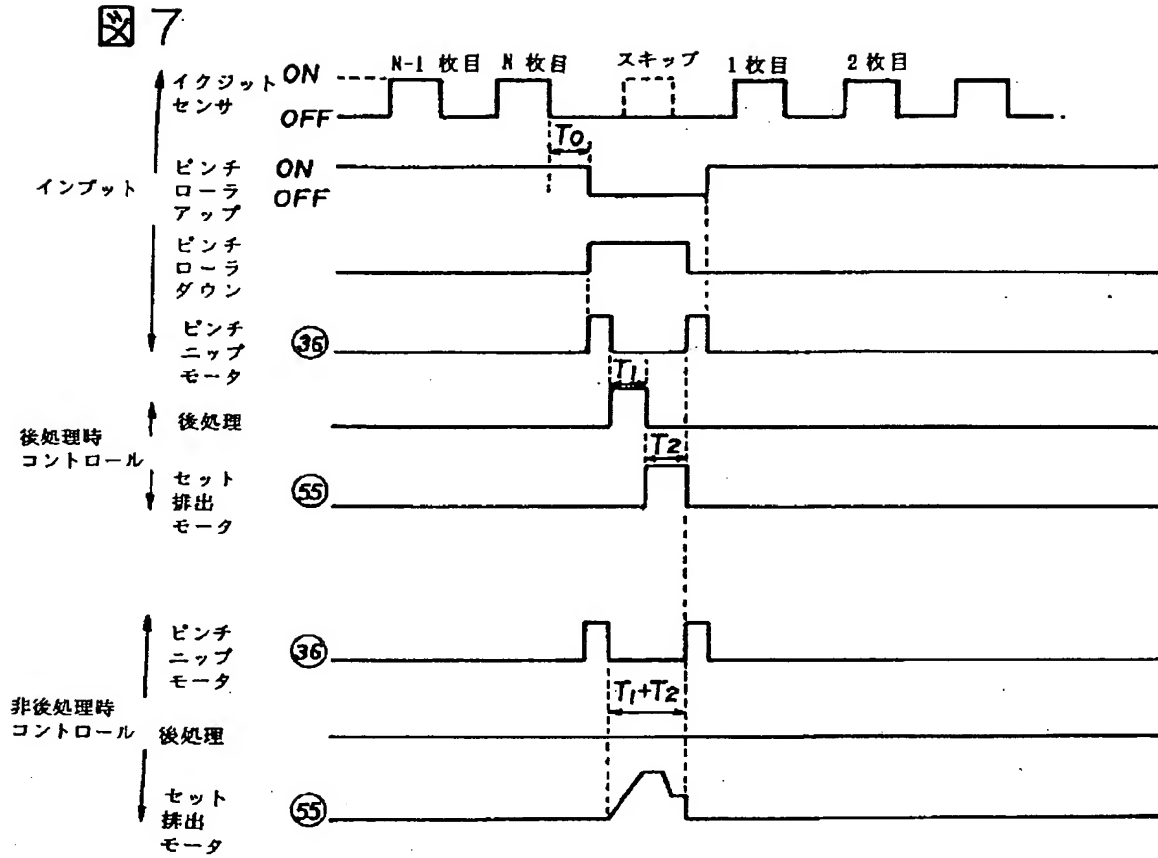 図7
N-1 枚目 N 枚目 スキップ 1 枚目 2 枚目
イクジット
センサ
ON
OFF
T0
インプット
ピンチ
ローラ
アップ
ON
OFF
ピンチ
ローラ
ダウン
ピンチ
ニップ
モータ
36
T1
後処理時
コントロール
後処理
T2
セット
排出
モータ
55
ピンチ
ニップ
モータ
36
T1+T2
非後処理時
コントロール
後処理
セット
排出
モータ
55